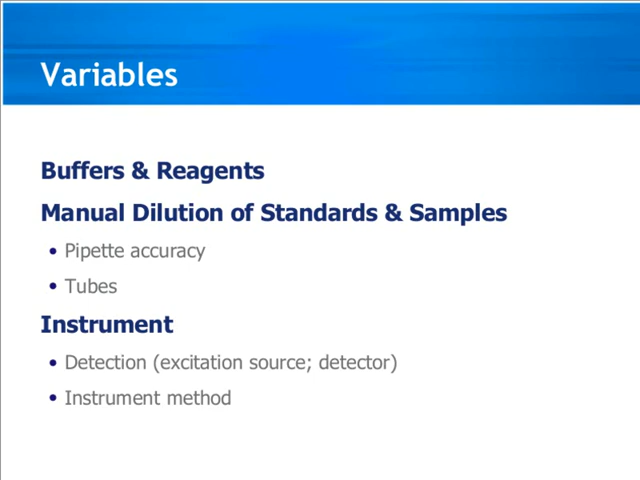 Variables
Buffers & Reagents
Manual Dilution of Standards & Samples
• Pipette accuracy
• Tubes
Instrument
• Detection (excitation source; detector)
• Instrument method